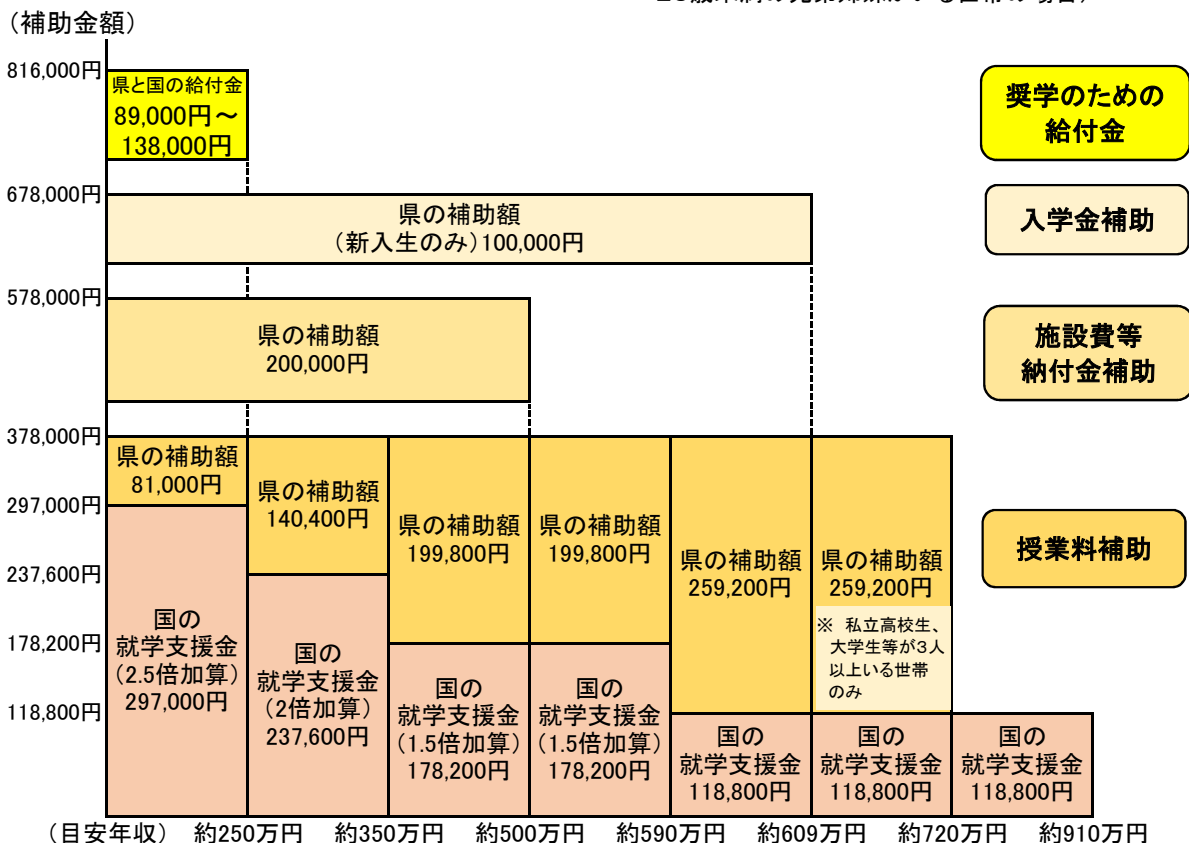 (補助金額)
816,000円
県と国の給付金
89,000円～
138,000円
奨学のための
給付金
678,000円
県の補助額
(新入生のみ)100,000円
入学金補助
578,000円
県の補助額
200,000円
施設費等
納付金補助
378,000円
297,000円
237,600円
178,200円
118,800円
県の補助額
81,000円
国の
就学支援金
(2.5倍加算)
297,000円
県の補助額
140,400円
国の
就学支援金
(2倍加算)
237,600円
県の補助額
199,800円
国の
就学支援金
(1.5倍加算)
178,200円
県の補助額
199,800円
国の
就学支援金
(1.5倍加算)
178,200円
県の補助額
259,200円
国の
就学支援金
118,800円
県の補助額
259,200円
※ 私立高校生、
大学生等が3人
以上いる世帯
のみ
国の
就学支援金
118,800円
国の
就学支援金
118,800円
授業料補助
(目安年収) 約250万円 約350万円 約500万円 約590万円 約609万円 約720万円 約910万円